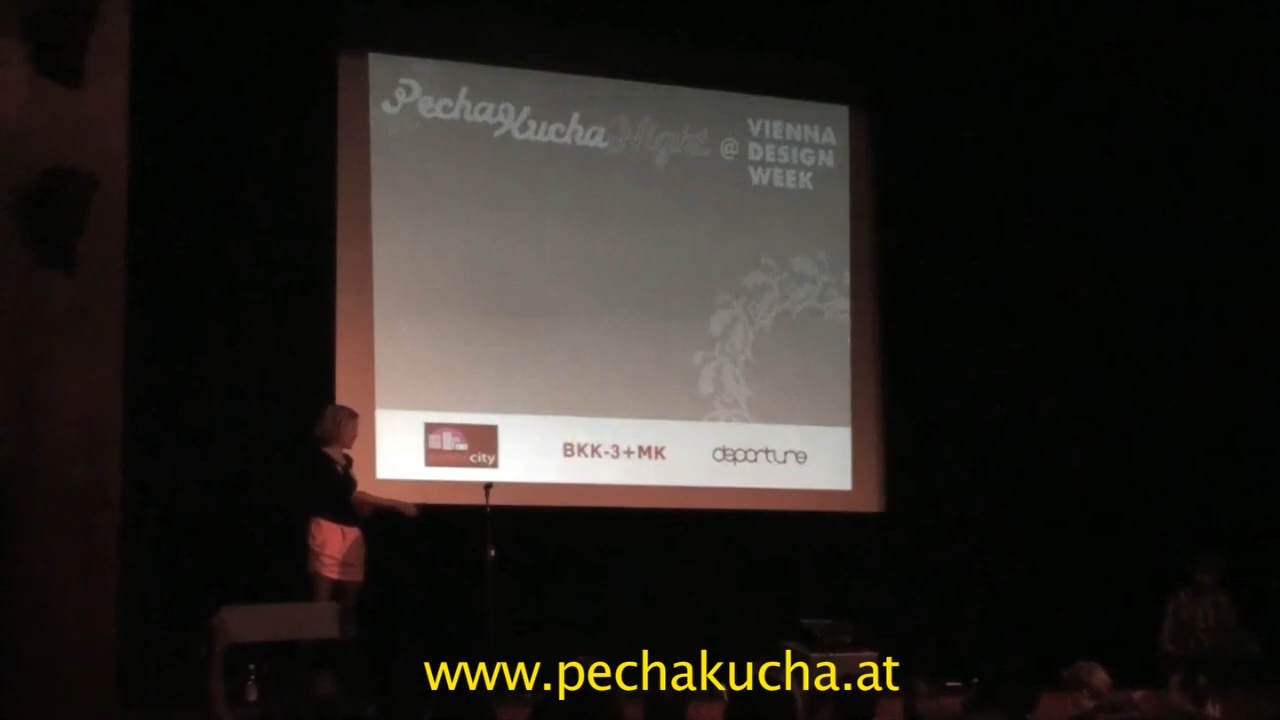 PechaKucha Night @ VIENNA
DESIGN
WEEK
city
BKK-3+MK
departure
www.pechakucha.at